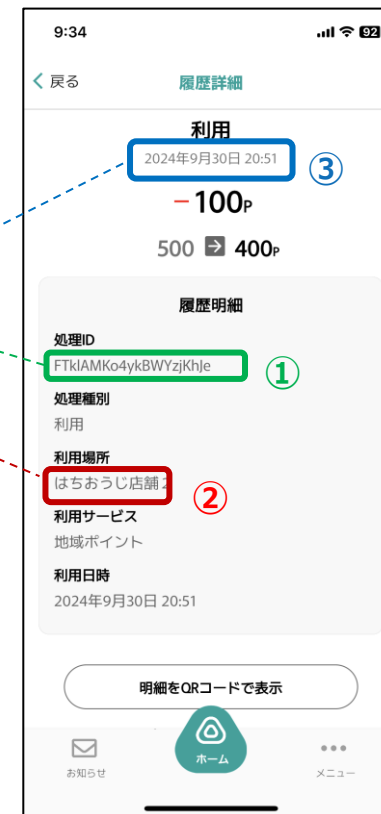 9:34
92
戻る
履歴詳細
利用
2024年9月30日 20:51
③
−100P
500 → 400P
履歴明細
処理ID
FTklAMKo4ykBWYzjKhJe
①
処理種別
利用
利用場所
はちおうじ店舗2
②
利用サービス
地域ポイント
利用日時
2024年9月30日 20:51
明細をQRコードで表示
お知らせ
ホーム
メニュー